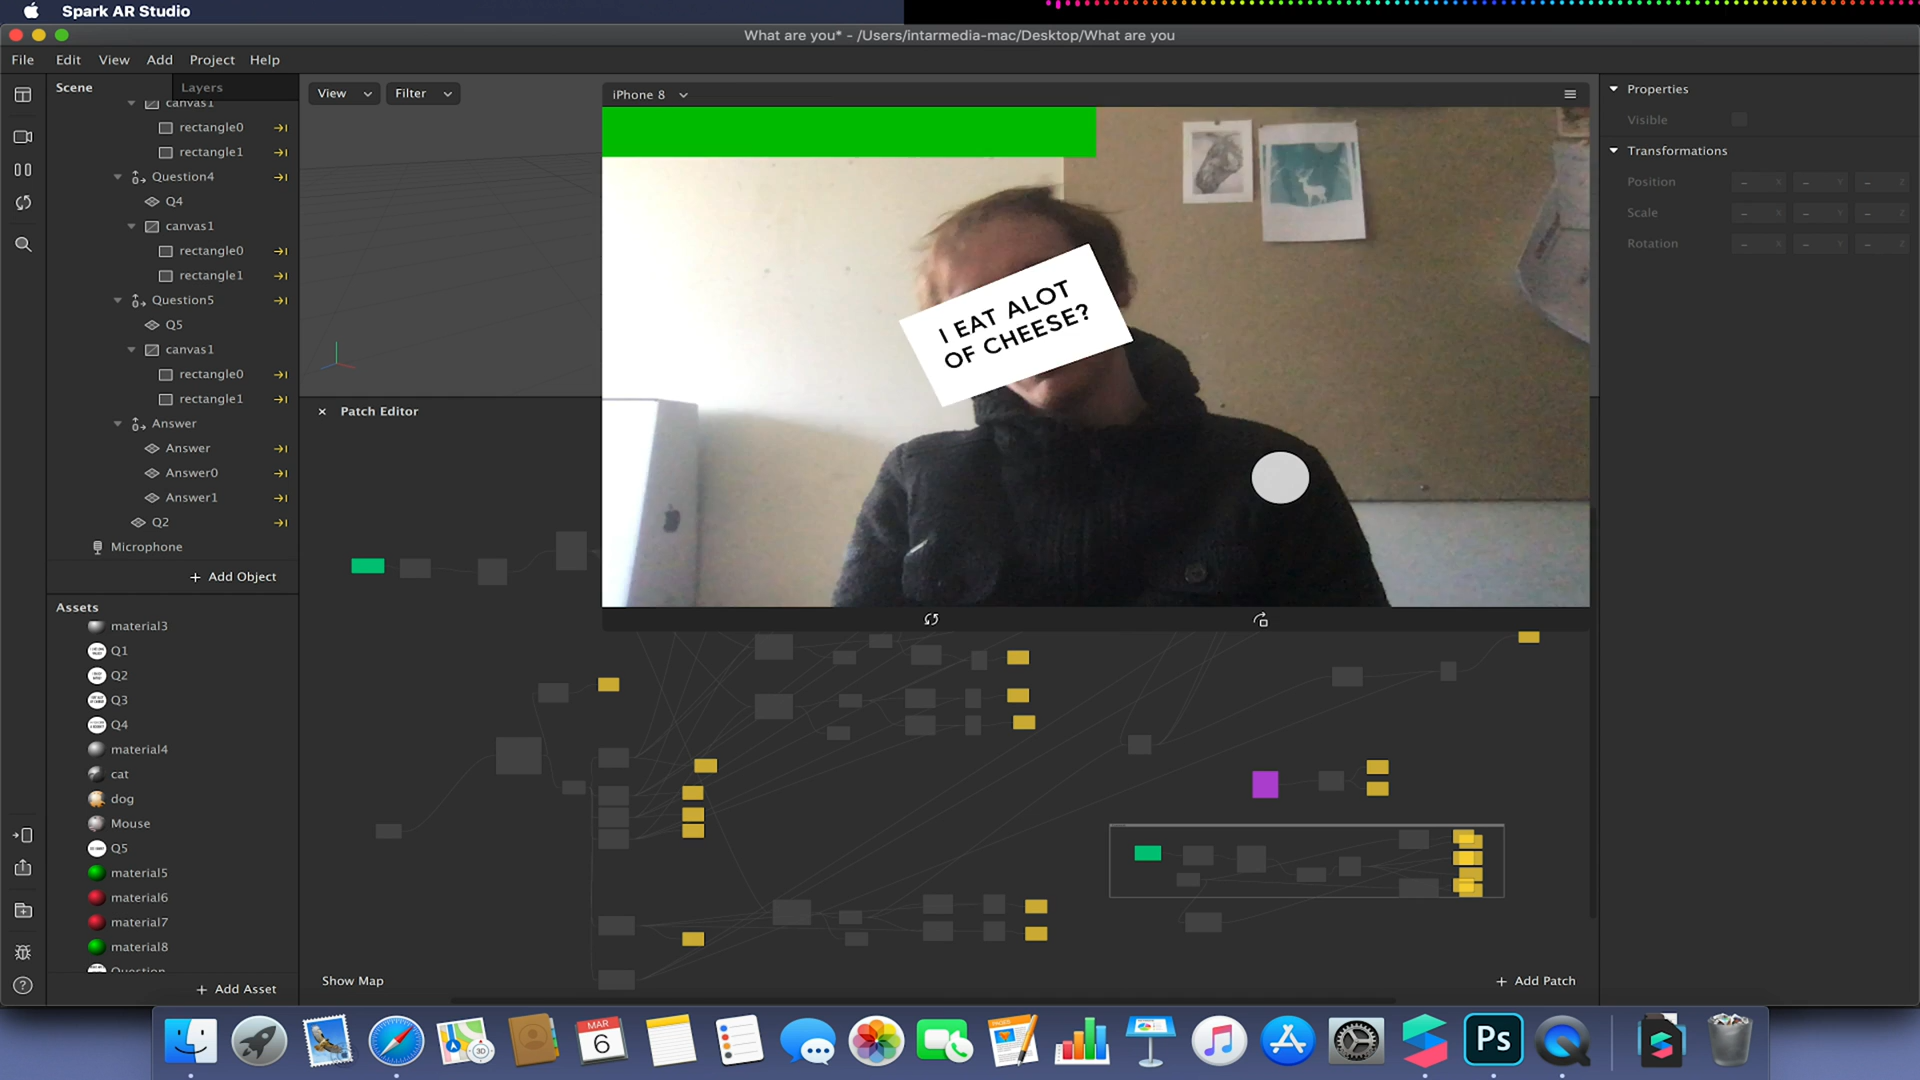 Spark AR Studio
What are you* - /Users/intarmedia-mac/Desktop/What are you
File Edit View Add Project Help
Scene Layers
canvas1
rectangle0
rectangle1
Question4
Q4
canvas1
rectangle0
rectangle1
Question5
Q5
canvas1
rectangle0
rectangle1
Answer
Answer
Answer0
Answer1
Q2
Microphone
+ Add Object
Assets
material3
Q1
Q2
Q3
Q4
material4
cat
dog
Mouse
Q5
material5
material6
material7
material8
Question
+ Add Asset
View Filter
iPhone 8
I EAT ALOT
OF CHEESE?
Patch Editor
Show Map
+ Add Patch
Properties
Visible
Transformations
Position X Y Z
Scale X Y Z
Rotation X Y Z
MAR
6
PAGES
3D
Ps